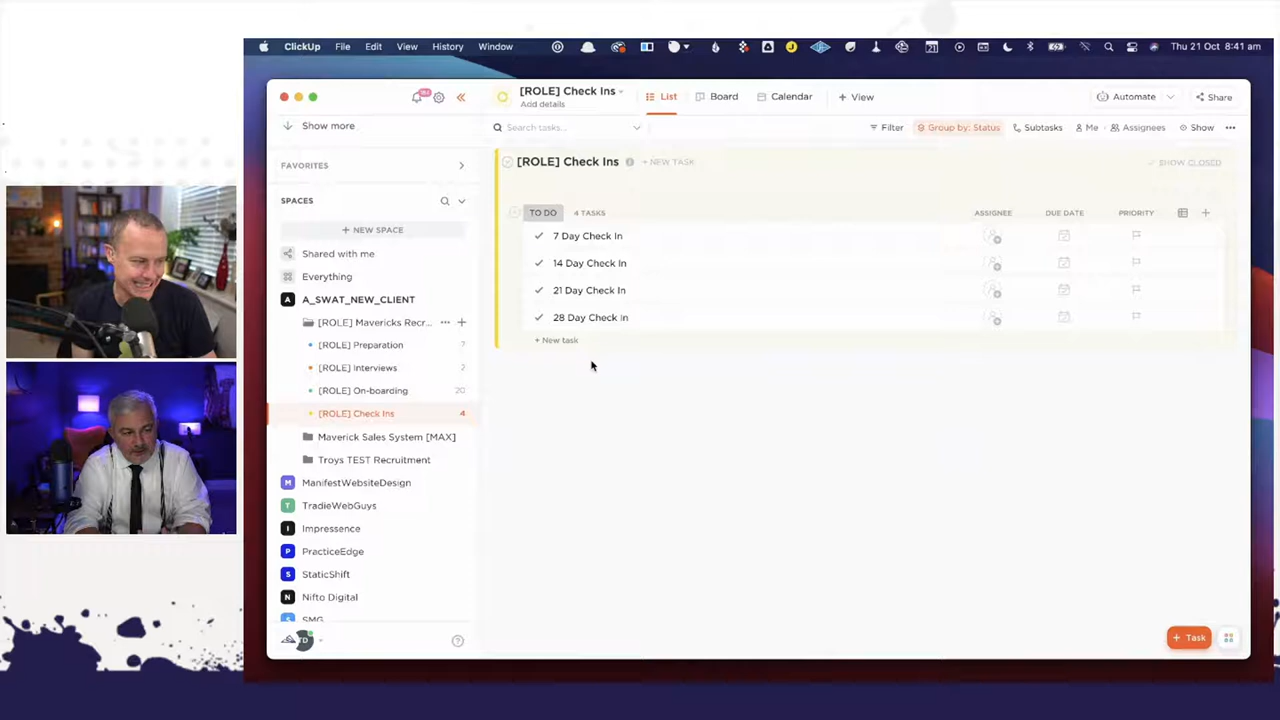 ClickUp File Edit View History Window
Thu 21 Oct 8:41 am
[ROLE] Check Ins
Add details
List
Board
Calendar
+ View
Automate
Share
Show more
Search tasks...
Filter
Group by: Status
Subtasks
Me
Assignees
Show
FAVORITES
[ROLE] Check Ins
+ NEW TASK
SHOW CLOSED
SPACES
+ NEW SPACE
TO DO
4 TASKS
ASSIGNEE
DUE DATE
PRIORITY
Shared with me
7 Day Check In
Everything
14 Day Check In
A A_SWAT_NEW_CLIENT
21 Day Check In
[ROLE] Mavericks Recr...
28 Day Check In
[ROLE] Preparation
+ New task
[ROLE] Interviews 2
[ROLE] On-boarding 20
[ROLE] Check Ins 4
Maverick Sales System [MAX]
Troys TEST Recruitment
M ManifestWebsiteDesign
T TradieWebGuys
I Impressence
P PracticeEdge
S StaticShift
N Nifto Digital
S SMG
+ Task